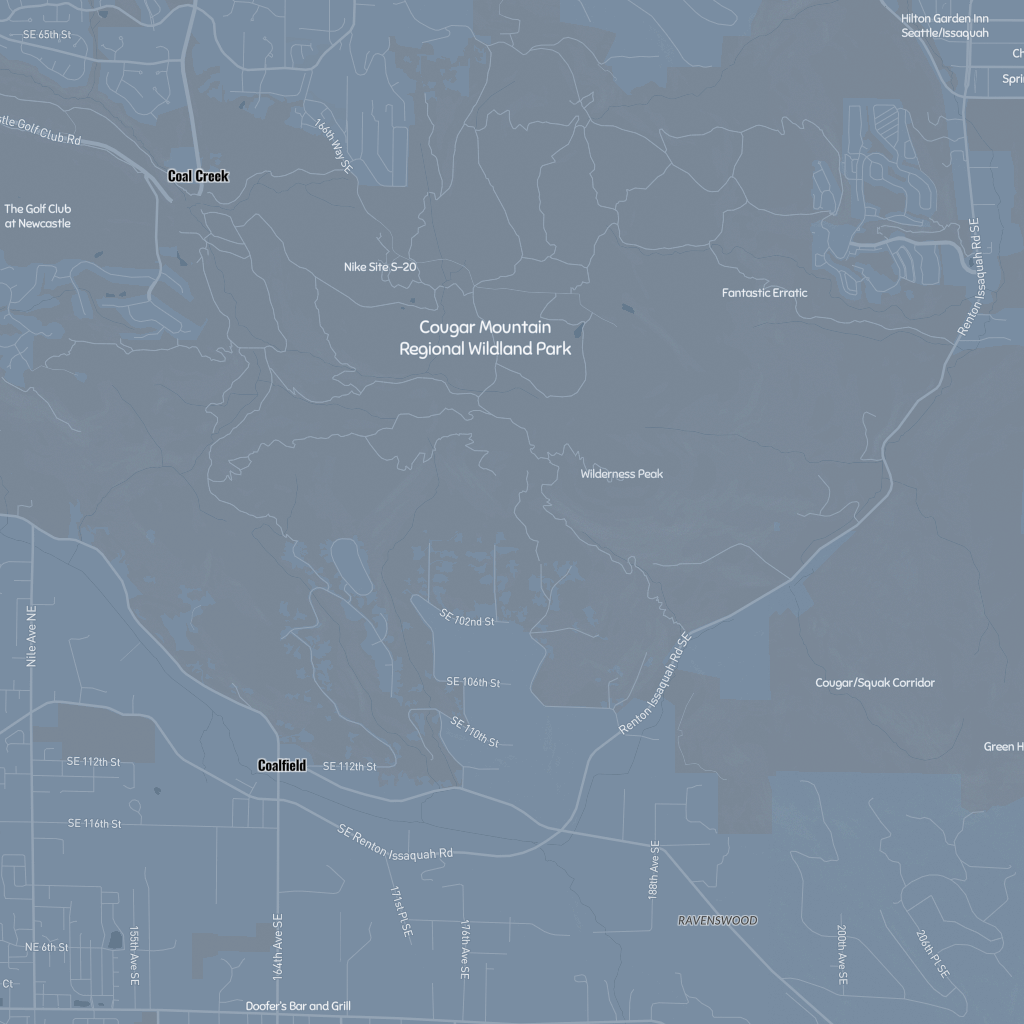 Hilton Garden Inn
Seattle/Issaquah
SE 65th St
Ch
Spri
stle Golf Club Rd
166th Way SE
Coal Creek
The Golf Club
at Newcastle
Nike Site S-20
Renton Issaquah Rd SE
Fantastic Erratic
Cougar Mountain
Regional Wildland Park
Wilderness Peak
Nile Ave NE
SE 102nd St
Renton Issaquah Rd SE
SE 106th St
Cougar/Squak Corridor
SE 110th St
Green H
SE 112th St
Coalfield
SE 112th St
SE 116th St
SE Renton Issaquah Rd
188th Ave SE
171st Pl SE
RAVENSWOOD
164th Ave SE
176th Ave SE
155th Ave SE
200th Ave SE
206th Pl SE
NE 6th St
Ct
Doofer's Bar and Grill